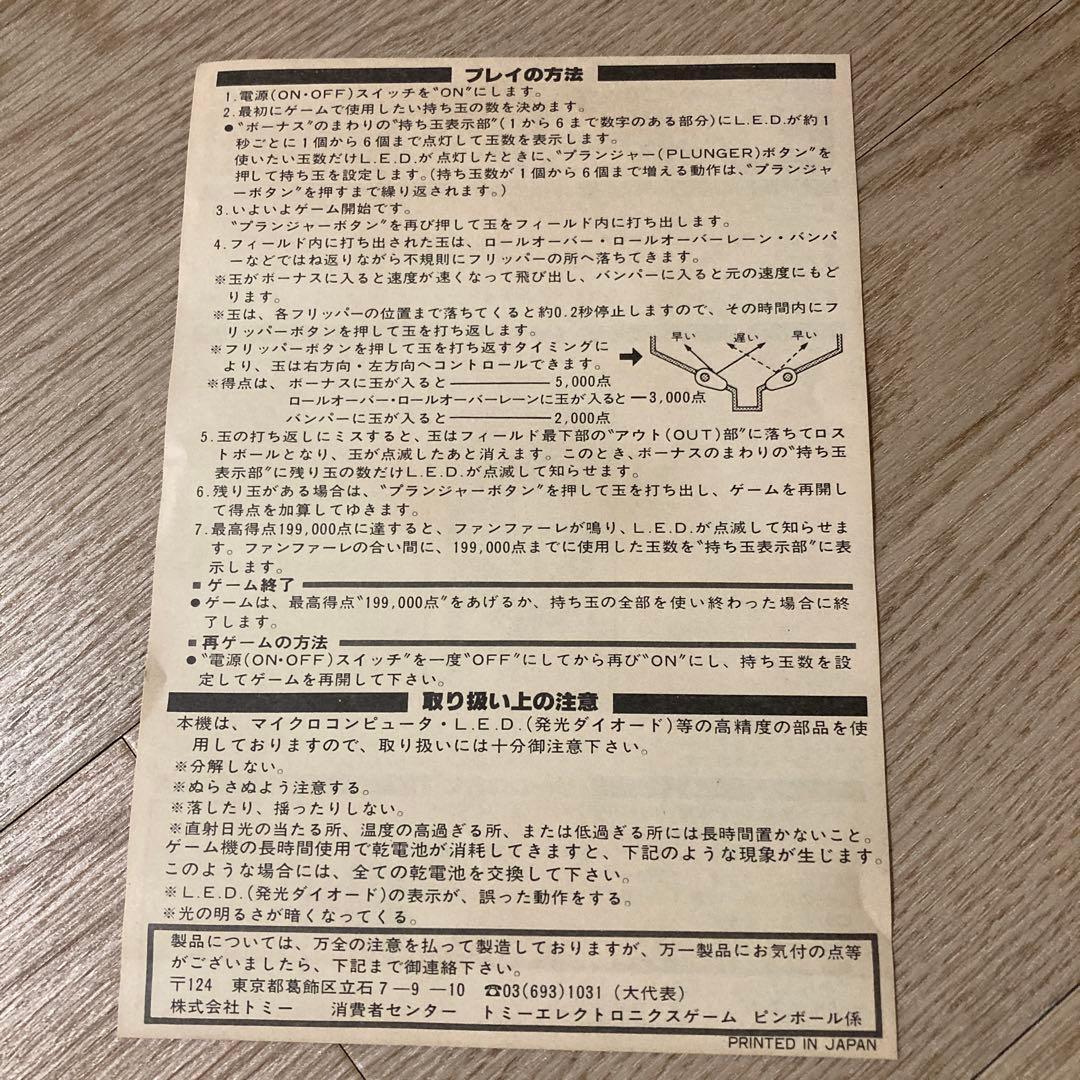 プレイの方法
1.電源(ON・OFF)スイッチを〝ON〞にします。
2.最初にゲームで使用したい持ち玉の数を決めます。
●〝ボーナス〞のまわりの〝持ち玉表示部〞(1から6まで数字のある部分)にL.E.D.が約1
秒ごとに1個から6個まで点灯して玉数を表示します。
使いたい玉数だけL.E.D.が点灯したときに、〝プランジャー(PLUNGER)ボタン〞を
押して持ち玉を設定します。(持ち玉数が1個から6個まで増える動作は、〝プランジャ
ーボタン〞を押すまで繰り返されます。)
3.いよいよゲーム開始です。
〝プランジャーボタン〞を再び押して玉をフィールド内に打ち出します。
4.フィールド内に打ち出された玉は、ロールオーバー・ロールオーバーレーン・バンパ
ーなどではね返りながら不規則にフリッパーの所へ落ちてきます。
※玉がボーナスに入ると速度が速くなって飛び出し、バンパーに入ると元の速度にもど
ります。
※玉は、各フリッパーの位置まで落ちてくると約0.2秒停止しますので、その時間内にフ
リッパーボタンを押して玉を打ち返します。
※フリッパーボタンを押して玉を打ち返すタイミングに
より、玉は右方向・左方向へコントロールできます。
早い 遅い 早い
※得点は、ボーナスに玉が入ると――――5,000点
ロールオーバー・ロールオーバーレーンに玉が入ると―3,000点
バンパーに玉が入ると――――2,000点
5.玉の打ち返しにミスすると、玉はフィールド最下部の〝アウト(OUT)部〞に落ちてロス
トボールとなり、玉が点滅したあと消えます。このとき、ボーナスのまわりの〝持ち玉
表示部〞に残り玉の数だけL.E.D.が点滅して知らせます。
6.残り玉がある場合は、〝プランジャーボタン〞を押して玉を打ち出し、ゲームを再開し
て得点を加算してゆきます。
7.最高得点199,000点に達すると、ファンファーレが鳴り、L.E.D.が点滅して知らせま
す。ファンファーレの合い間に、199,000点までに使用した玉数を〝持ち玉表示部〞に表
示します。
■ゲーム終了
●ゲームは、最高得点〝199,000点〞をあげるか、持ち玉の全部を使い終わった場合に終
了します。
■再ゲームの方法
●〝電源(ON・OFF)スイッチ〞を一度〝OFF〞にしてから再び〝ON〞にし、持ち玉数を設
定してゲームを再開して下さい。
取り扱い上の注意
本機は、マイクロコンピュータ・L.E.D.(発光ダイオード)等の高精度の部品を使
用しておりますので、取り扱いには十分御注意下さい。
※分解しない。
※ぬらさぬよう注意する。
※落したり、揺ったりしない。
※直射日光の当たる所、温度の高過ぎる所、または低過ぎる所には長時間置かないこと。
ゲーム機の長時間使用で乾電池が消耗してきますと、下記のような現象が生じます。
このような場合には、全ての乾電池を交換して下さい。
※L.E.D.(発光ダイオード)の表示が、誤った動作をする。
※光の明るさが暗くなってくる。
製品については、万全の注意を払って製造しておりますが、万一製品にお気付の点等
がございましたら、下記まで御連絡下さい。
〒124 東京都葛飾区立石7-9-10 ☎03(693)1031(大代表)
株式会社トミー 消費者センター トミーエレクトロニクスゲーム ピンボール係
PRINTED IN JAPAN